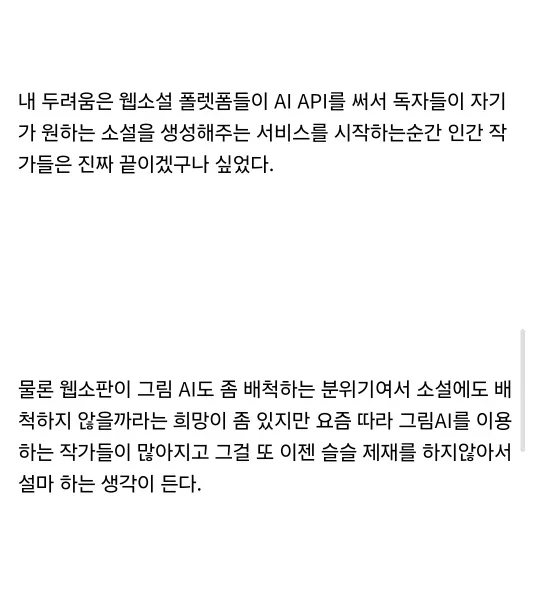 내 두려움은 웹소설 폴렛폼들이 AI API를 써서 독자들이 자기
가 원하는 소설을 생성해주는 서비스를 시작하는순간 인간 작
가들은 진짜 끝이겠구나 싶었다.
물론 웹소판이 그림 AI도 좀 배척하는 분위기여서 소설에도 배
척하지 않을까라는 희망이 좀 있지만 요즘 따라 그림AI를 이용
하는 작가들이 많아지고 그걸 또 이젠 슬슬 제재를 하지않아서
설마 하는 생각이 든다.